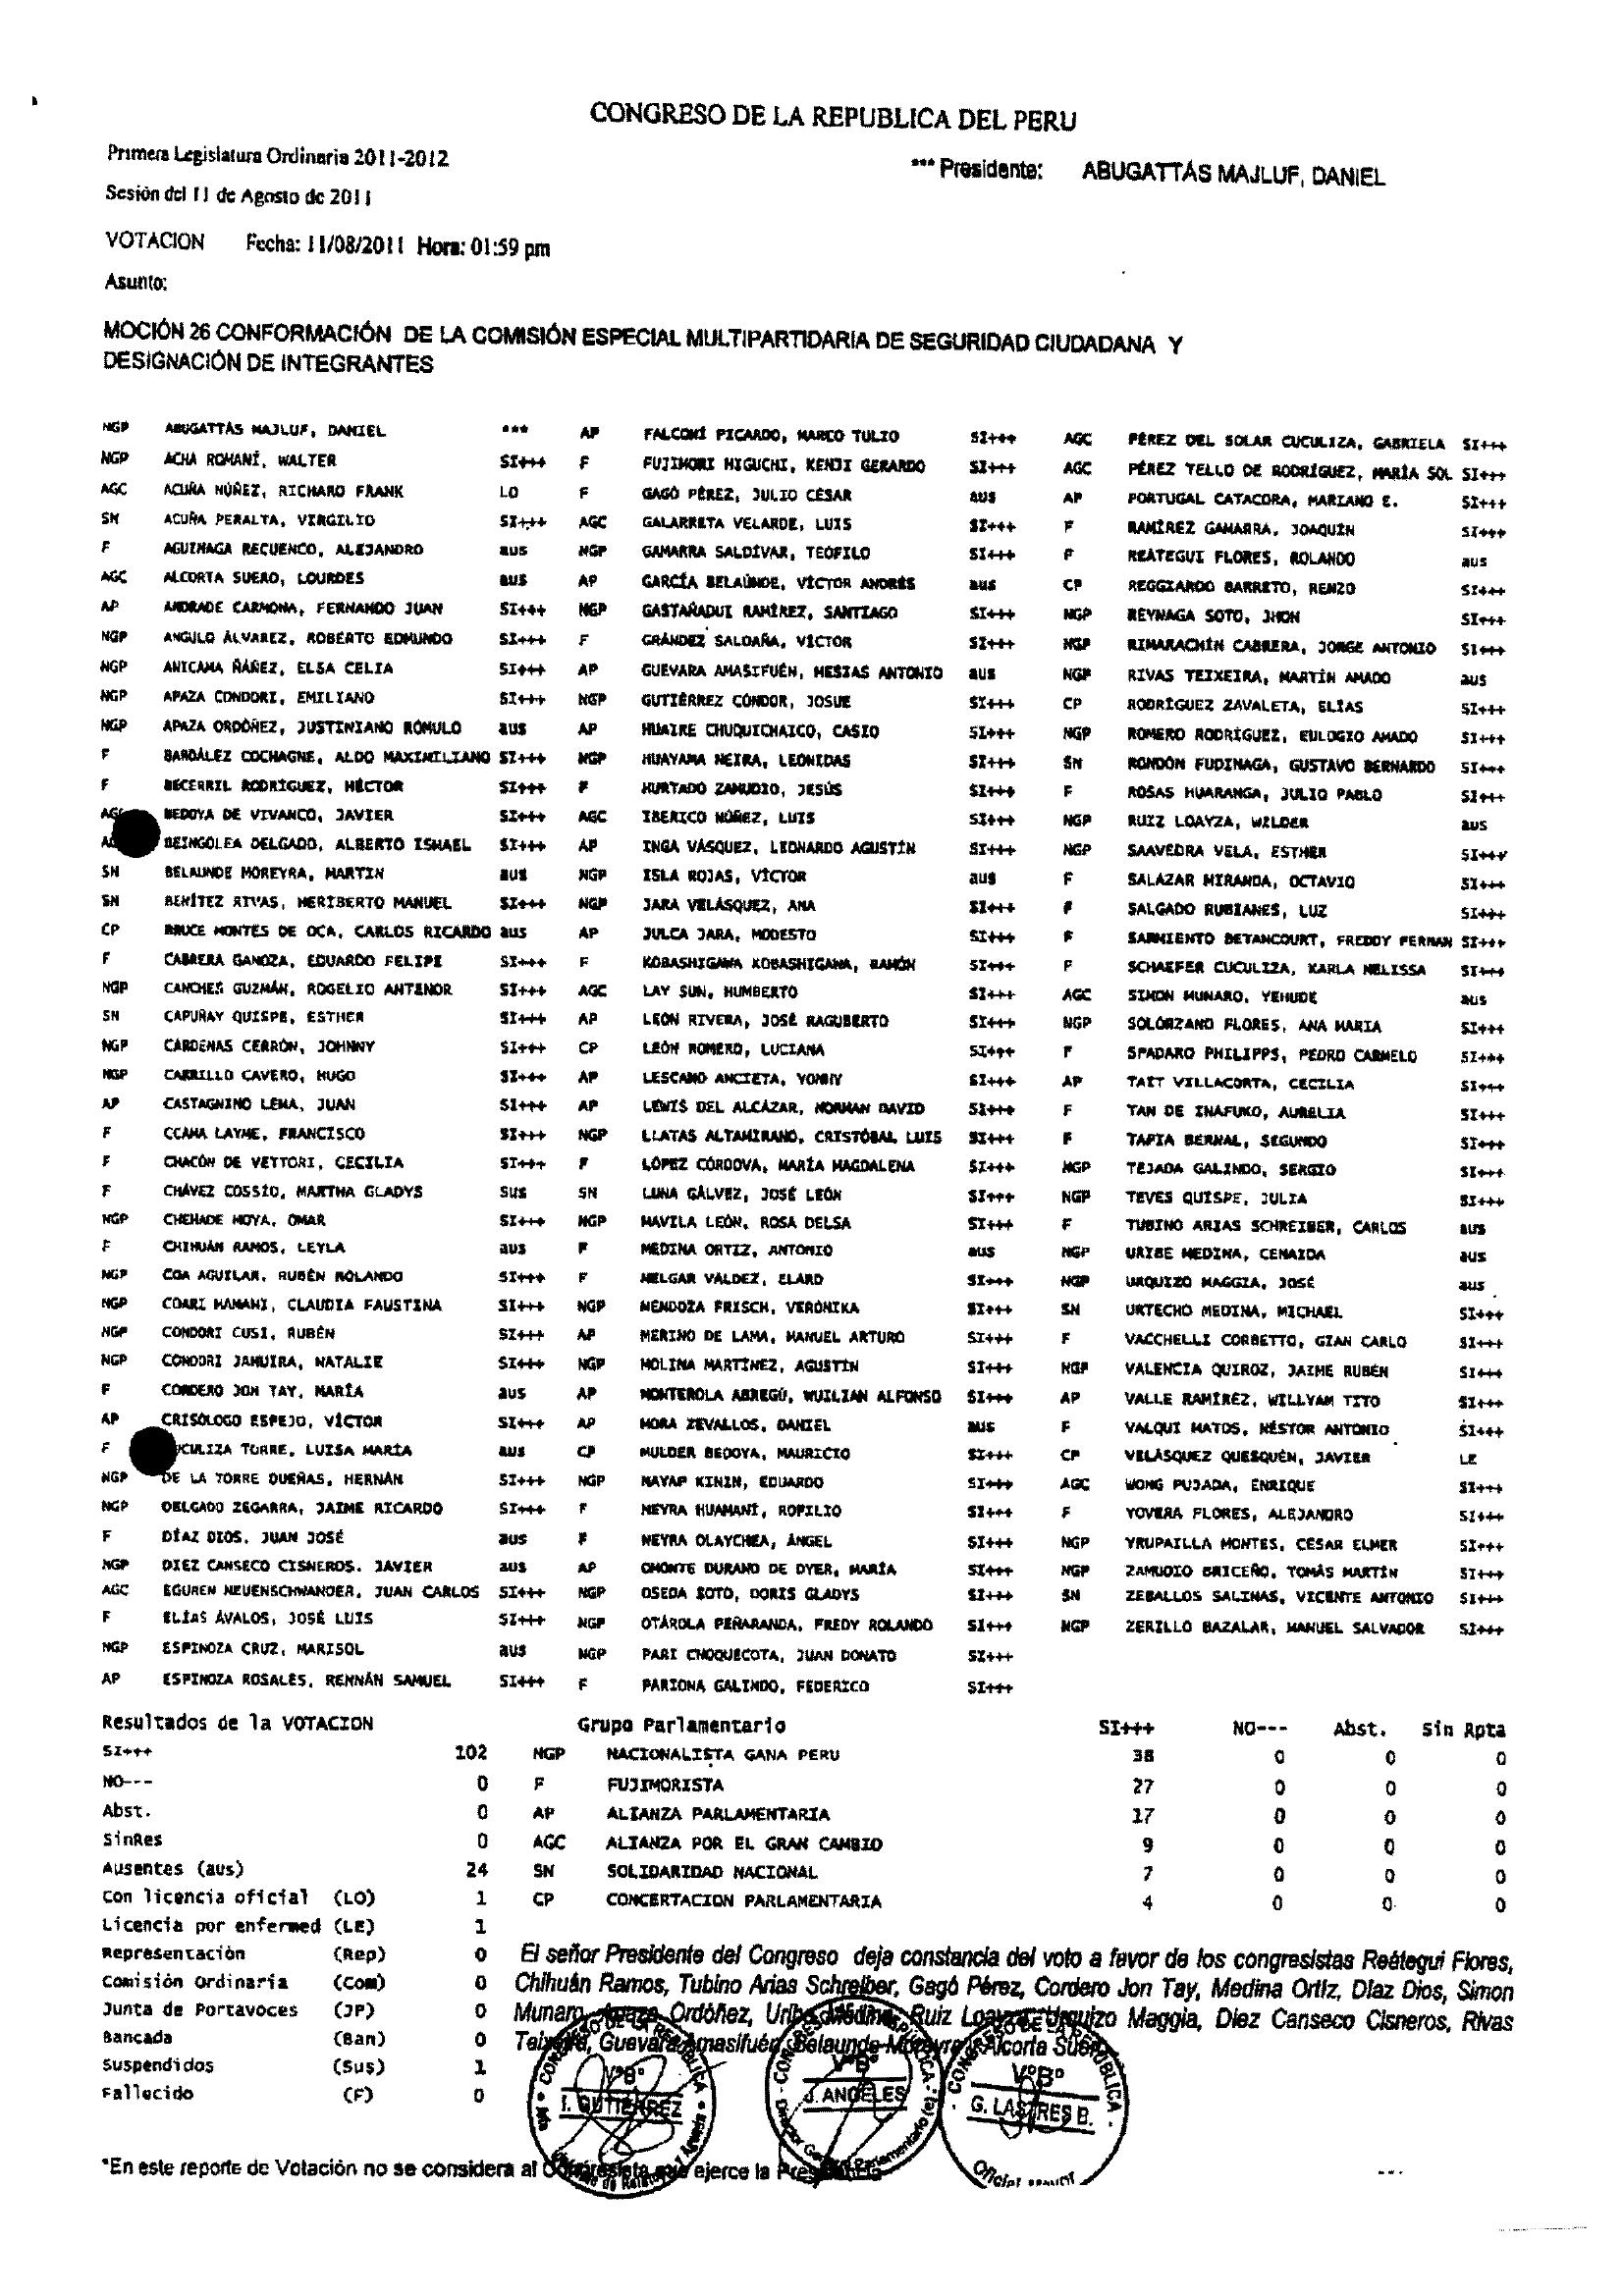 CONGRESO DE LA REPUBLICA DEL PERU
Primera Legislatura Ordinaria 2011-2012
*** Presidente: ABUGATTÁS MAJLUF, DANIEL
Sesión del 11 de Agosto de 2011
VOTACION Fecha: 11/08/2011 Hora: 01:59 pm
Asunto:
MOCIÓN 26 CONFORMACIÓN DE LA COMISIÓN ESPECIAL MULTIPARTIDARIA DE SEGURIDAD CIUDADANA Y
DESIGNACIÓN DE INTEGRANTES
NGP ABUGATTÁS MAJLUF, DANIEL ***
NGP ACHA ROMANÍ, WALTER SI+++
AGC ACUÑA NÚÑEZ, RICHARD FRANK LO
SN ACUÑA PERALTA, VIRGILIO SI+++
F AGUINAGA RECUENCO, ALEJANDRO aus
AGC ALCORTA SUERO, LOURDES aus
AP ANDRADE CARMONA, FERNANDO JUAN SI+++
NGP ANGULO ÁLVAREZ, ROBERTO EDMUNDO SI+++
NGP ANICAMA ÑÁÑEZ, ELSA CELIA SI+++
NGP APAZA CONDORI, EMILIANO SI+++
NGP APAZA ORDÓÑEZ, JUSTINIANO RÓMULO aus
F BARDÁLEZ COCHAGNE, ALDO MAXIMILIANO SI+++
F BECERRIL RODRÍGUEZ, HÉCTOR SI+++
AGC BEDOYA DE VIVANCO, JAVIER SI+++
BEINGOLEA DELGADO, ALBERTO ISMAEL SI+++
SN BELAUNDE MOREYRA, MARTIN aus
SN BENÍTEZ RIVAS, HERIBERTO MANUEL SI+++
CP BRUCE MONTES DE OCA, CARLOS RICARDO aus
F CABRERA GANOZA, EDUARDO FELIPE SI+++
NGP CANCHES GUZMÁN, ROGELIO ANTENOR SI+++
SN CAPUÑAY QUISPE, ESTHER SI+++
NGP CÁRDENAS CERRÓN, JOHNNY SI+++
NGP CARRILLO CAVERO, HUGO SI+++
AP CASTAGNINO LEMA, JUAN SI+++
F CCAMA LAYME, FRANCISCO SI+++
F CHACÓN DE VETTORI, CECILIA SI+++
F CHÁVEZ COSSÍO, MARTHA GLADYS Sus
NGP CHEHADE MOYA, OMAR SI+++
F CHIHUÁN RAMOS, LEYLA aus
NGP COA AGUILAR, RUBÉN ROLANDO SI+++
NGP COARI MAMANI, CLAUDIA FAUSTINA SI+++
NGP CONDORI CUSI, RUBÉN SI+++
NGP CONDORI JAHUIRA, NATALIE SI+++
F CORDERO JON TAY, MARÍA aus
AP CRISÓLOGO ESPEJO, VÍCTOR SI+++
F CUCULIZA TORRE, LUISA MARÍA aus
NGP DE LA TORRE DUEÑAS, HERNÁN SI+++
NGP DELGADO ZEGARRA, JAIME RICARDO SI+++
F DÍAZ DIOS, JUAN JOSÉ aus
NGP DIEZ CANSECO CISNEROS, JAVIER aus
AGC EGUREN NEUENSCHWANDER, JUAN CARLOS SI+++
F ELÍAS ÁVALOS, JOSÉ LUIS SI+++
NGP ESPINOZA CRUZ, MARISOL aus
AP ESPINOZA ROSALES, RENNÁN SAMUEL SI+++
AP FALCONÍ PICARDO, MARCO TULIO SI+++
F FUJIMORI HIGUCHI, KENJI GERARDO SI+++
F GAGÓ PÉREZ, JULIO CÉSAR aus
AGC GALARRETA VELARDE, LUIS SI+++
NGP GAMARRA SALDÍVAR, TEÓFILO SI+++
AP GARCÍA BELAÚNDE, VÍCTOR ANDRÉS aus
NGP GASTAÑADUI RAMÍREZ, SANTIAGO SI+++
F GRÁNDEZ SALDAÑA, VÍCTOR SI+++
AP GUEVARA AMASIFUÉN, MESIAS ANTONIO aus
NGP GUTIÉRREZ CÓNDOR, JOSUE SI+++
AP HUAIRE CHUQUICHAICO, CASIO SI+++
NGP HUAYAMA NEIRA, LEONIDAS SI+++
F HURTADO ZAMUDIO, JESÚS SI+++
AGC IBERICO NÚÑEZ, LUIS SI+++
AP INGA VÁSQUEZ, LEONARDO AGUSTÍN SI+++
NGP ISLA ROJAS, VÍCTOR aus
NGP JARA VELÁSQUEZ, ANA SI+++
AP JULCA JARA, MODESTO SI+++
F KOBASHIGAWA KOBASHIGAWA, RAMÓN SI+++
AGC LAY SUN, HUMBERTO SI+++
AP LEÓN RIVERA, JOSÉ RAGUBERTO SI+++
CP LEÓN ROMERO, LUCIANA SI+++
AP LESCANO ANCIETA, YONHY SI+++
AP LEWIS DEL ALCÁZAR, NORMAN DAVID SI+++
NGP LLATAS ALTAMIRANO, CRISTÓBAL LUIS SI+++
F LÓPEZ CÓRDOVA, MARÍA MAGDALENA SI+++
SN LUNA GÁLVEZ, JOSÉ LEÓN SI+++
NGP MAVILA LEÓN, ROSA DELSA SI+++
F MEDINA ORTIZ, ANTONIO aus
F MELGAR VÁLDEZ, ELARD SI+++
NGP MENDOZA FRISCH, VERÓNIKA SI+++
AP MERINO DE LAMA, MANUEL ARTURO SI+++
NGP MOLINA MARTÍNEZ, AGUSTÍN SI+++
AP MONTEROLA ABREGÚ, WUILIAN ALFONSO SI+++
AP MORA ZEVALLOS, DANIEL aus
CP MULDER BEDOYA, MAURICIO SI+++
NGP NAYAP KININ, EDUARDO SI+++
F NEYRA HUAMANÍ, ROFILIO SI+++
F NEYRA OLAYCHEA, ÁNGEL SI+++
AP OMONTE DURAND DE DYER, MARÍA SI+++
NGP OSEDA SOTO, DORIS GLADYS SI+++
NGP OTÁROLA PEÑARANDA, FREDY ROLANDO SI+++
NGP PARI CHOQUECOTA, JUAN DONATO SI+++
F PARIONA GALINDO, FEDERICO SI+++
AGC PÉREZ DEL SOLAR CUCULIZA, GABRIELA SI+++
AGC PÉREZ TELLO DE RODRÍGUEZ, MARÍA SOL SI+++
AP PORTUGAL CATACORA, MARIANO E. SI+++
F RAMÍREZ GAMARRA, JOAQUÍN SI+++
F REÁTEGUI FLORES, ROLANDO aus
CP REGGIARDO BARRETO, RENZO SI+++
NGP REYNAGA SOTO, JHON SI+++
NGP RIMARACHÍN CABRERA, JORGE ANTONIO SI+++
NGP RIVAS TEIXEIRA, MARTÍN AMADO aus
CP RODRÍGUEZ ZAVALETA, ELÍAS SI+++
NGP ROMERO RODRÍGUEZ, EULOGIO AMADO SI+++
SN RONDÓN FUDINAGA, GUSTAVO BERNARDO SI+++
F ROSAS HUARANGA, JULIO PABLO SI+++
NGP RUIZ LOAYZA, WILDER aus
NGP SAAVEDRA VELA, ESTHER SI+++
F SALAZAR MIRANDA, OCTAVIO SI+++
F SALGADO RUBIANES, LUZ SI+++
F SARMIENTO BETANCOURT, FREDDY FERNAN SI+++
F SCHAEFER CUCULIZA, KARLA MELISSA SI+++
AGC SIMON MUNARO, YEHUDE aus
NGP SOLÓRZANO FLORES, ANA MARIA SI+++
F SPADARO PHILIPPS, PEDRO CARMELO SI+++
AP TAIT VILLACORTA, CECILIA SI+++
F TAN DE INAFUKO, AURELIA SI+++
F TAPIA BERNAL, SEGUNDO SI+++
NGP TEJADA GALINDO, SERGIO SI+++
NGP TEVES QUISPE, JULIA SI+++
F TUBINO ARIAS SCHREIBER, CARLOS aus
NGP URIBE MEDINA, CENAIDA aus
NGP URQUIZO MAGGIA, JOSÉ aus
SN URTECHO MEDINA, MICHAEL SI+++
F VACCHELLI CORBETTO, GIAN CARLO SI+++
NGP VALENCIA QUIROZ, JAIME RUBÉN SI+++
AP VALLE RAMÍREZ, WILLYAM TITO SI+++
F VALQUI MATOS, NÉSTOR ANTONIO SI+++
CP VELÁSQUEZ QUESQUÉN, JAVIER LE
AGC WONG PUJADA, ENRIQUE SI+++
F YOVERA FLORES, ALEJANDRO SI+++
NGP YRUPAILLA MONTES, CÉSAR ELMER SI+++
NGP ZAMUDIO BRICEÑO, TOMÁS MARTÍN SI+++
SN ZEBALLOS SALINAS, VICENTE ANTONIO SI+++
NGP ZERILLO BAZALAR, MANUEL SALVADOR SI+++
Resultados de la VOTACION
SI+++ 102
NO--- 0
Abst. 0
SinRes 0
Ausentes (aus) 24
Con licencia oficial (LO) 1
Licencia por enfermed (LE) 1
Representación (Rep) 0
Comisión Ordinaria (Com) 0
Junta de Portavoces (JP) 0
Bancada (Ban) 0
Suspendidos (Sus) 1
Fallecido (F) 0
Grupo Parlamentario SI+++ NO--- Abst. Sin Rpta
NGP NACIONALISTA GANA PERU 38 0 0 0
F FUJIMORISTA 27 0 0 0
AP ALIANZA PARLAMENTARIA 17 0 0 0
AGC ALIANZA POR EL GRAN CAMBIO 9 0 0 0
SN SOLIDARIDAD NACIONAL 7 0 0 0
CP CONCERTACION PARLAMENTARIA 4 0 0 0
El señor Presidente del Congreso deja constancia del voto a favor de los congresistas Reátegui Flores,
Chihuán Ramos, Tubino Arias Schreiber, Gagó Pérez, Cordero Jon Tay, Medina Ortiz, Díaz Dios, Simon
Munaro, Apaza Ordóñez, Uribe Medina, Ruiz Loayza, Urquizo Maggia, Díez Canseco Cisneros, Rivas
Teixeira, Guevara Amasifuén, Belaunde Moreyra, Alcorta Suero
VºBº
I. GUTIERREZ
VºBº
J. ANGELES
VºBº
G. LASTRES B.
*En este reporte de Votación no se considera al Congresista que ejerce la Presidencia